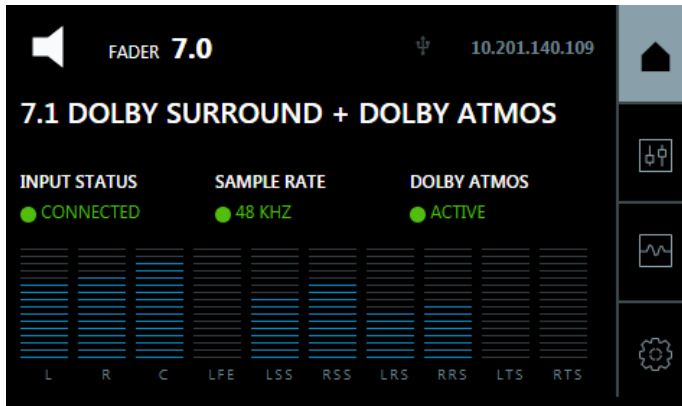 FADER 7.0 10.201.140.109
7.1 DOLBY SURROUND + DOLBY ATMOS
INPUT STATUS SAMPLE RATE DOLBY ATMOS
CONNECTED 48 KHZ ACTIVE
L R C LFE LSS RSS LRS RRS LTS RTS